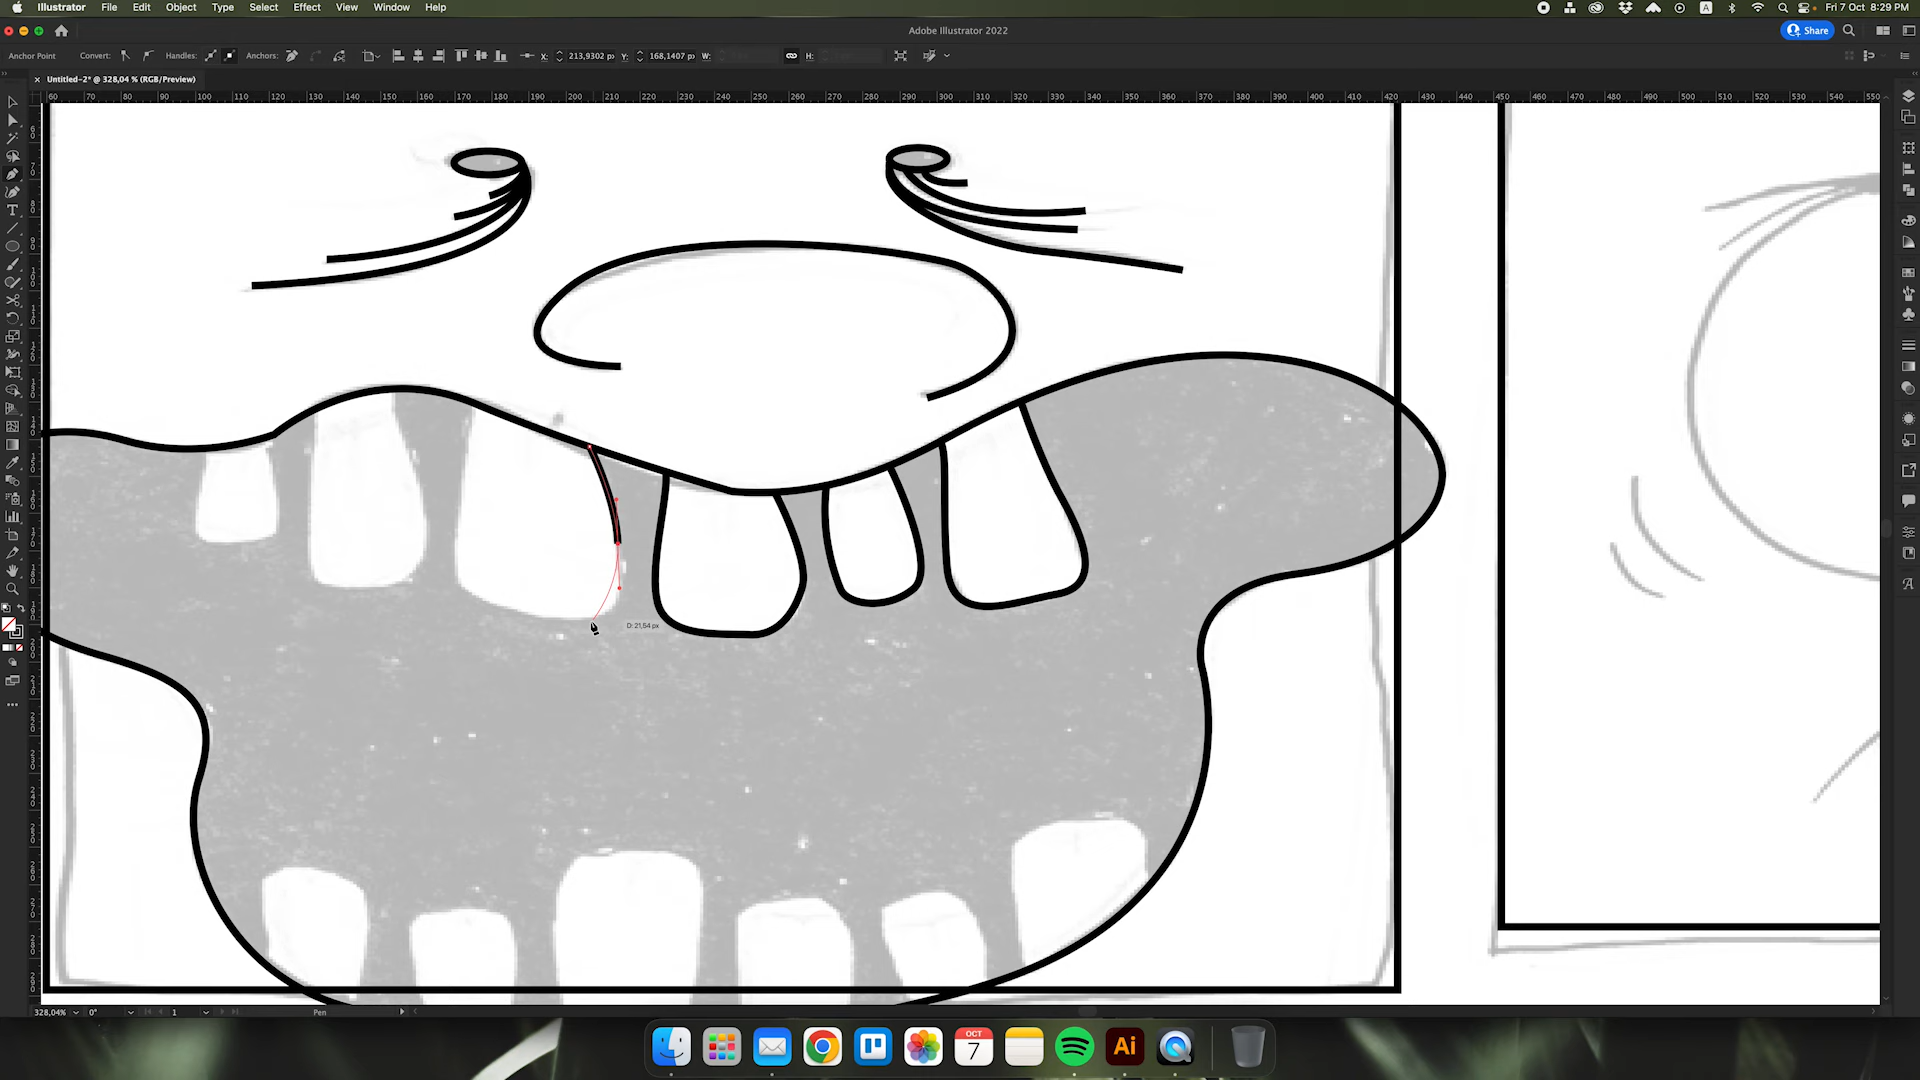 Illustrator File Edit Object Type Select Effect View Window Help A Fri 7 Oct 8:29 PM
Adobe Illustrator 2022
Share
Anchor Point Convert: Handles: Anchors: X: 213,9302 px Y: 168,1407 px W: H:
× Untitled-2* @ 328,04 % (RGB/Preview)
60 70 80 90 100 110 120 130 140 150 160 170 180 190 200 210 220 230 240 250 260 270 280 290 300 310 320 330 340 350 360 370 380 390 400 410 420 430 440 450 460 470 480 490 500 510 520 530 540 550
D: 21,54 px
328,04% 0° 1 Pen
OCT
7
Ai